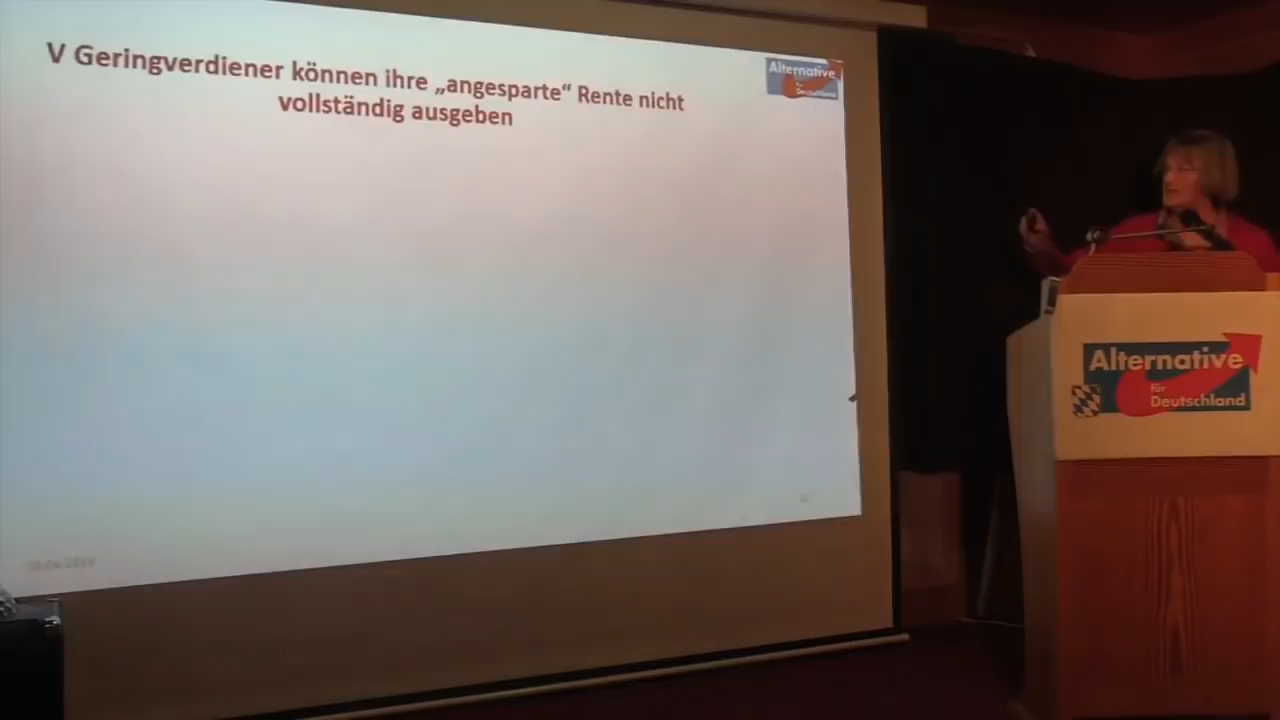 V Geringverdiener können ihre „angesparte“ Rente nicht
vollständig ausgeben
Alternative
für
Deutschland
Alternative
für
Deutschland